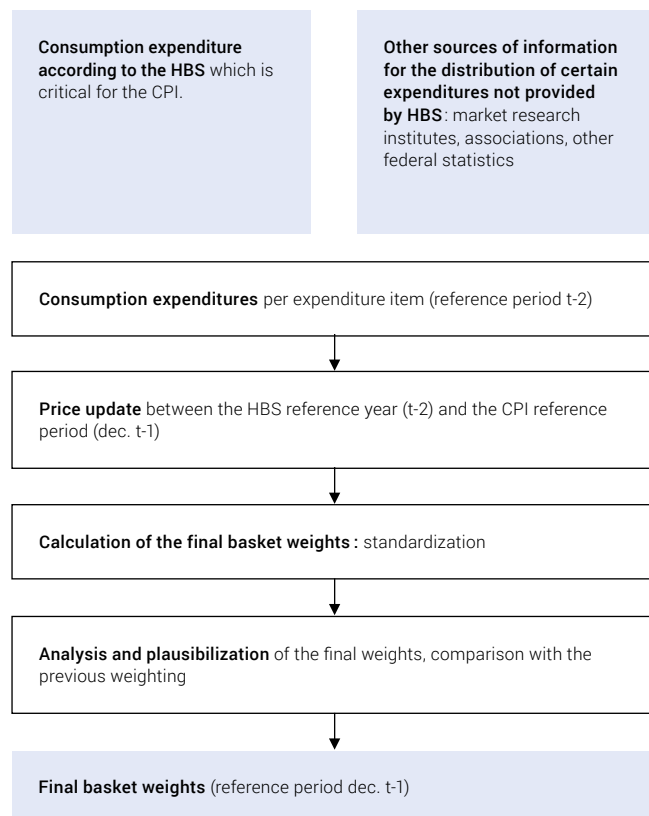 Consumption expenditure
according to the HBS which is
critical for the CPI.
Other sources of information
for the distribution of certain
expenditures not provided
by HBS: market research
institutes, associations, other
federal statistics
Consumption expenditures per expenditure item (reference period t-2)
Price update between the HBS reference year (t-2) and the CPI reference
period (dec. t-1)
Calculation of the final basket weights: standardization
Analysis and plausibilization of the final weights, comparison with the
previous weighting
Final basket weights (reference period dec. t-1)